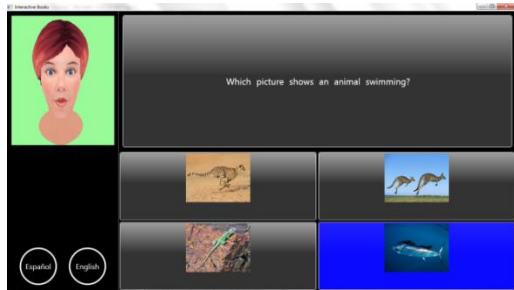 Interactive Books
Which picture shows an animal swimming?
Español
English